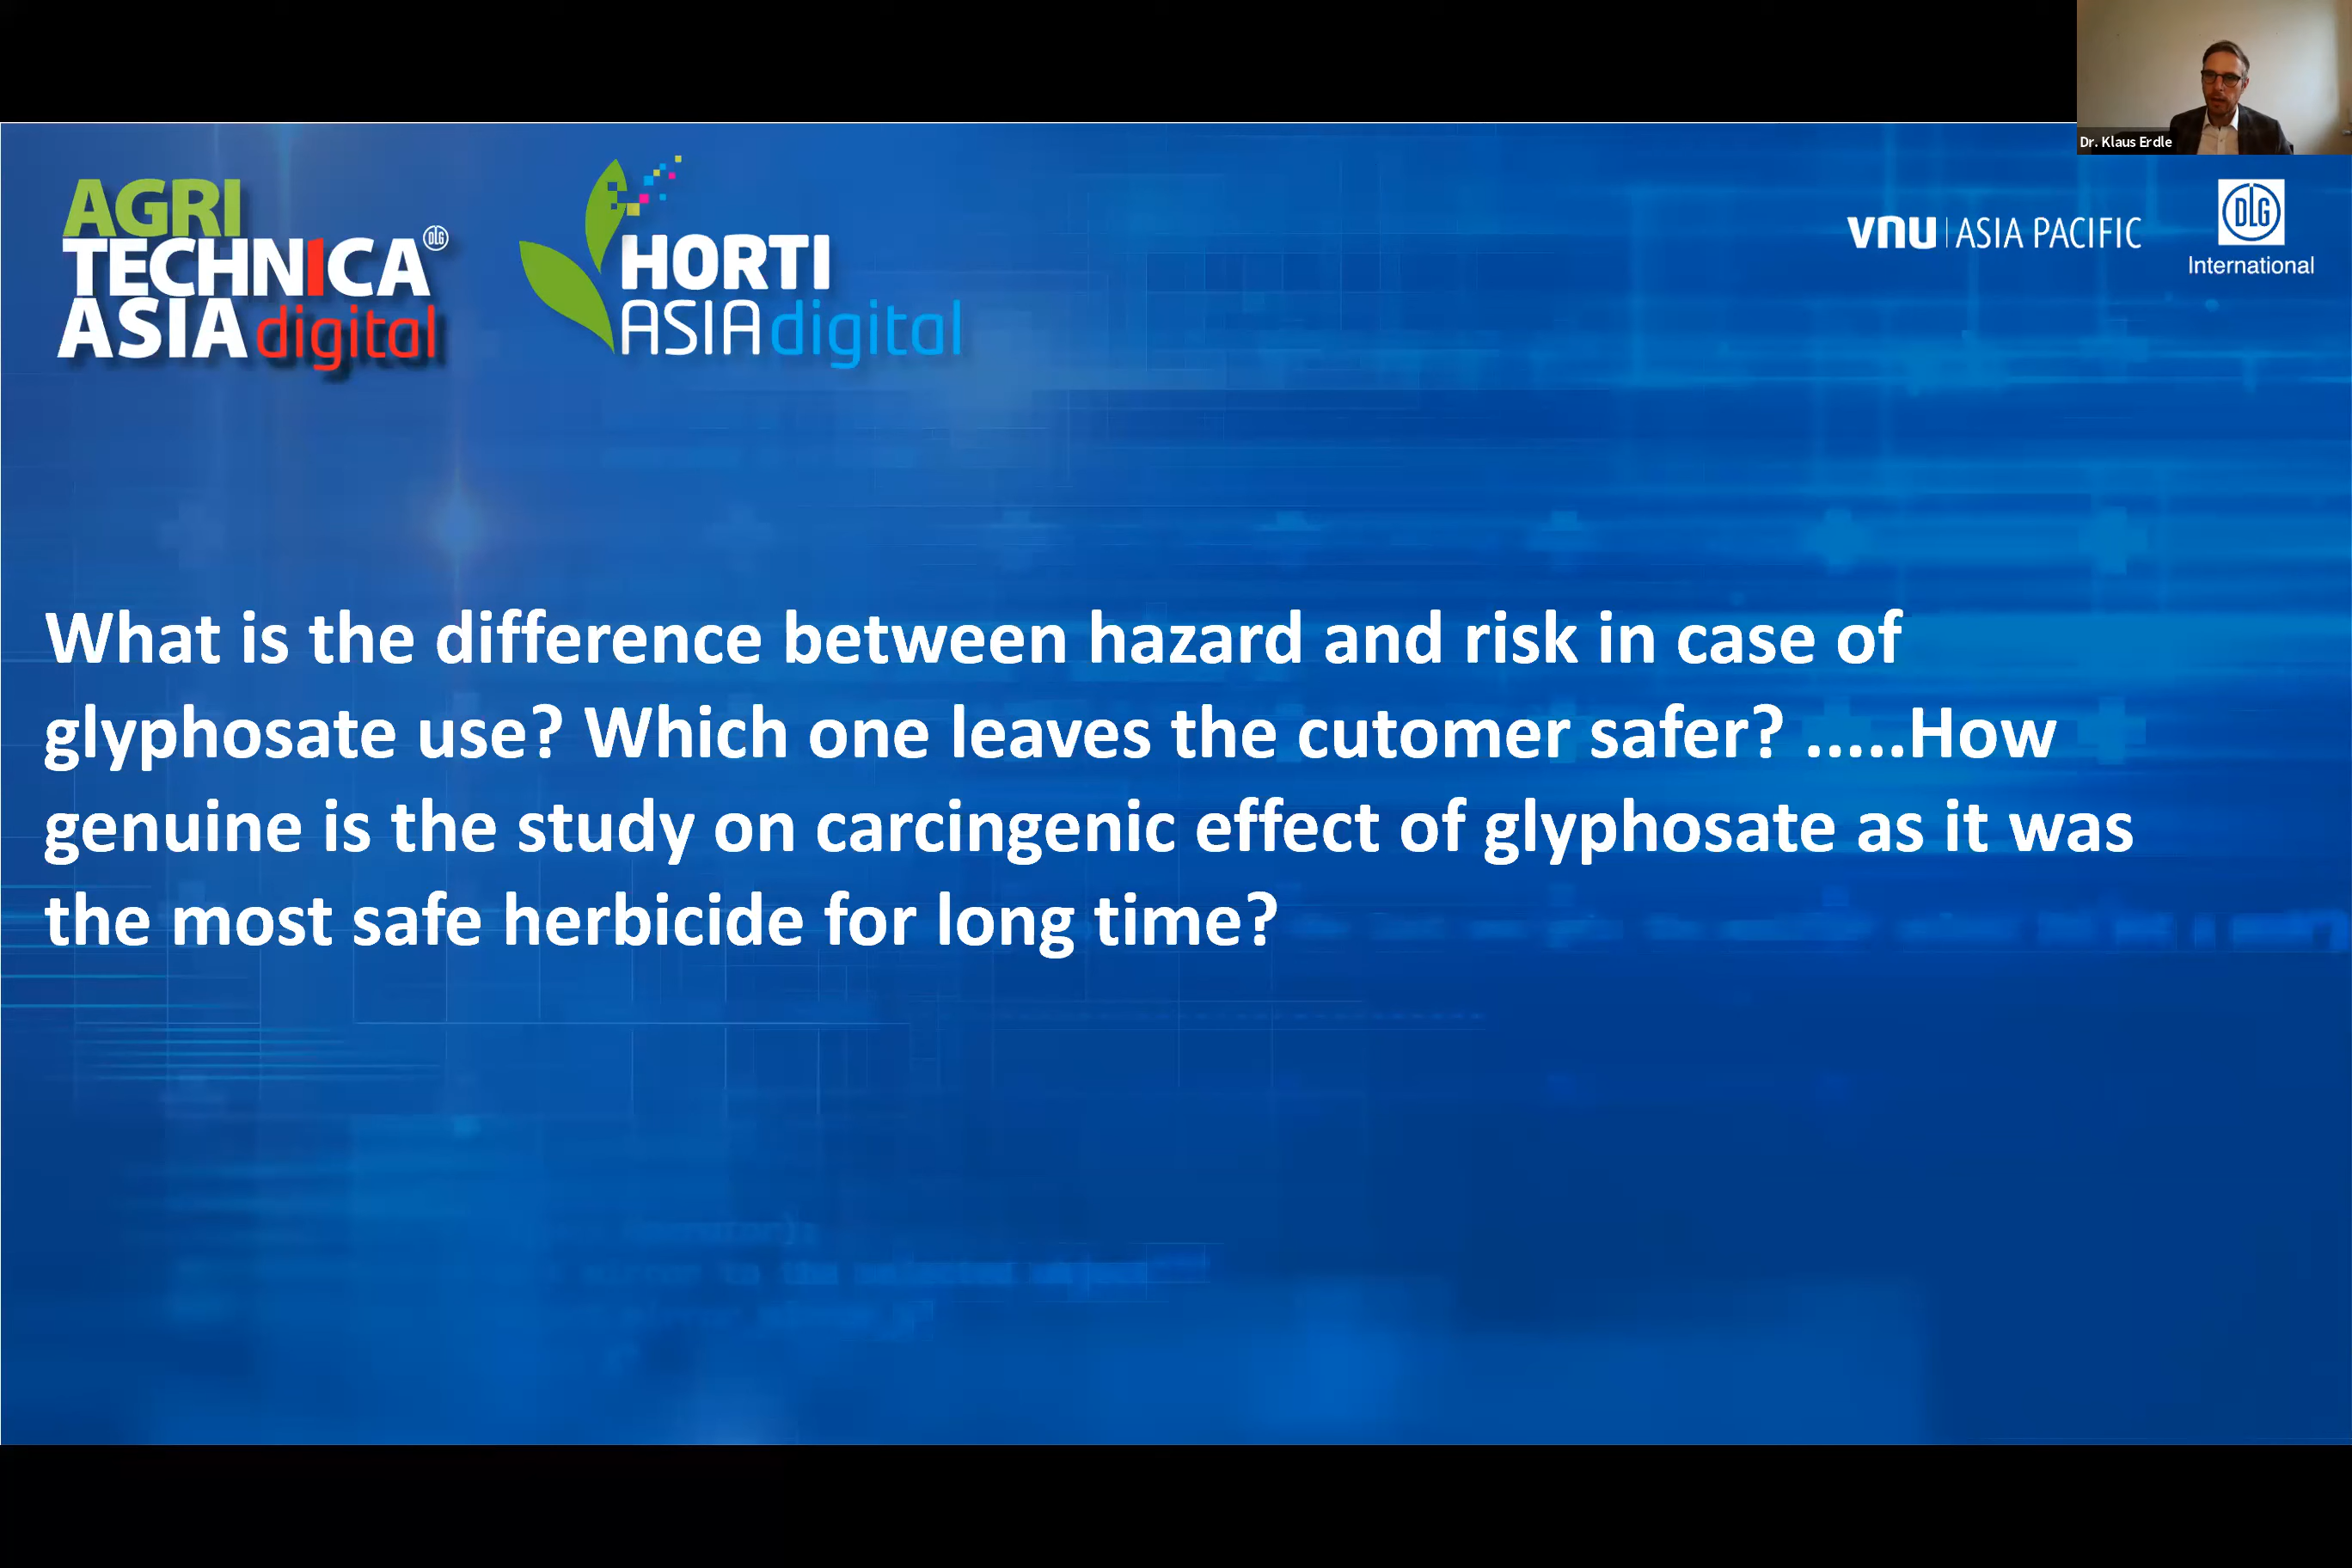 Dr. Klaus Erdle
AGRI
TECHNICA
ASIA digital
DLG
HORTI
ASIA digital
vnu | ASIA PACIFIC
DLG
International
What is the difference between hazard and risk in case of
glyphosate use? Which one leaves the cutomer safer? .....How
genuine is the study on carcingenic effect of glyphosate as it was
the most safe herbicide for long time?